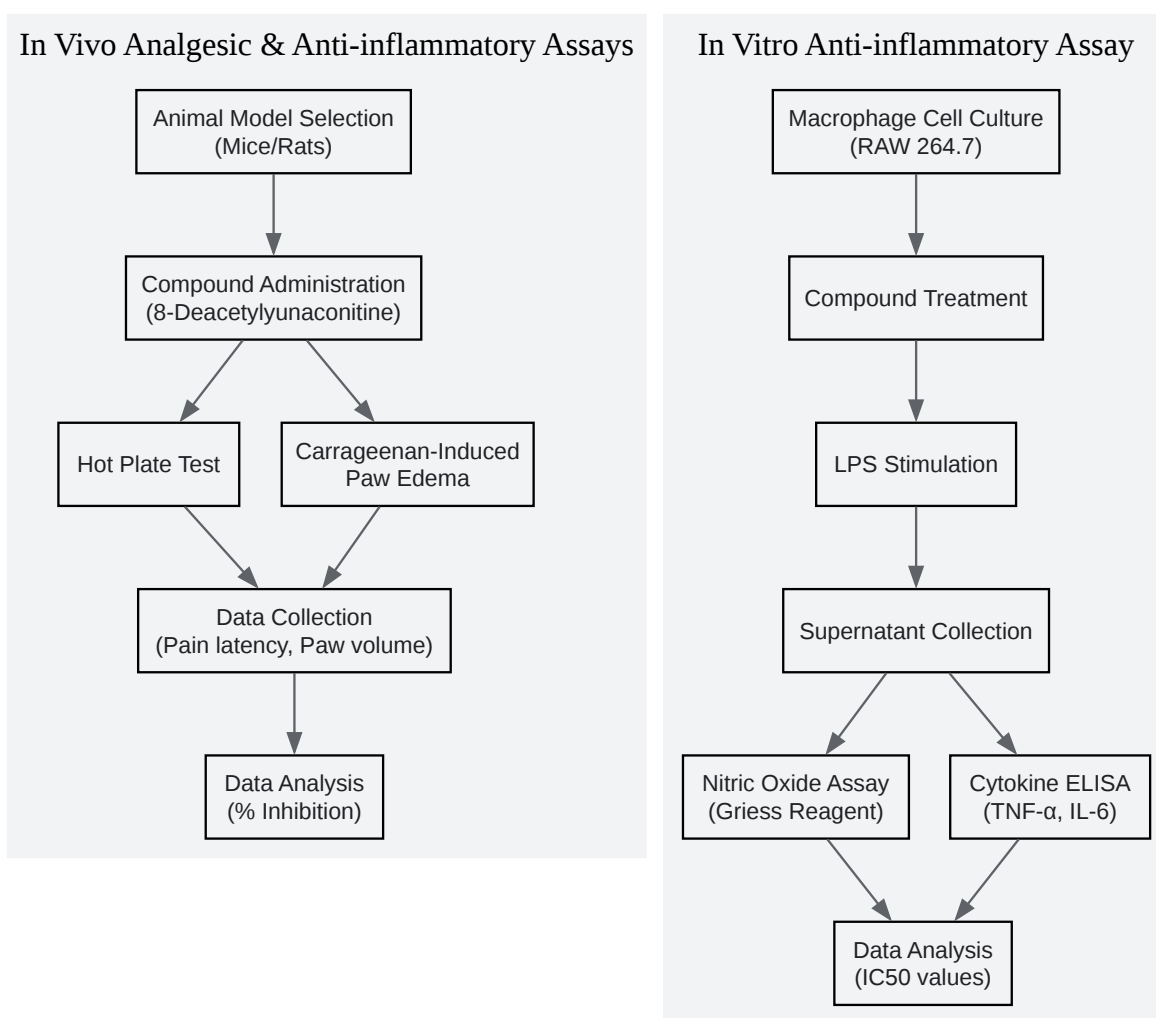 In Vivo Analgesic & Anti-inflammatory Assays
Animal Model Selection
(Mice/Rats)
Compound Administration
(8-Deacetylyunaconitine)
Hot Plate Test
Carrageenan-Induced
Paw Edema
Data Collection
(Pain latency, Paw volume)
Data Analysis
(% Inhibition)
In Vitro Anti-inflammatory Assay
Macrophage Cell Culture
(RAW 264.7)
Compound Treatment
LPS Stimulation
Supernatant Collection
Nitric Oxide Assay
(Griess Reagent)
Cytokine ELISA
(TNF-α, IL-6)
Data Analysis
(IC50 values)